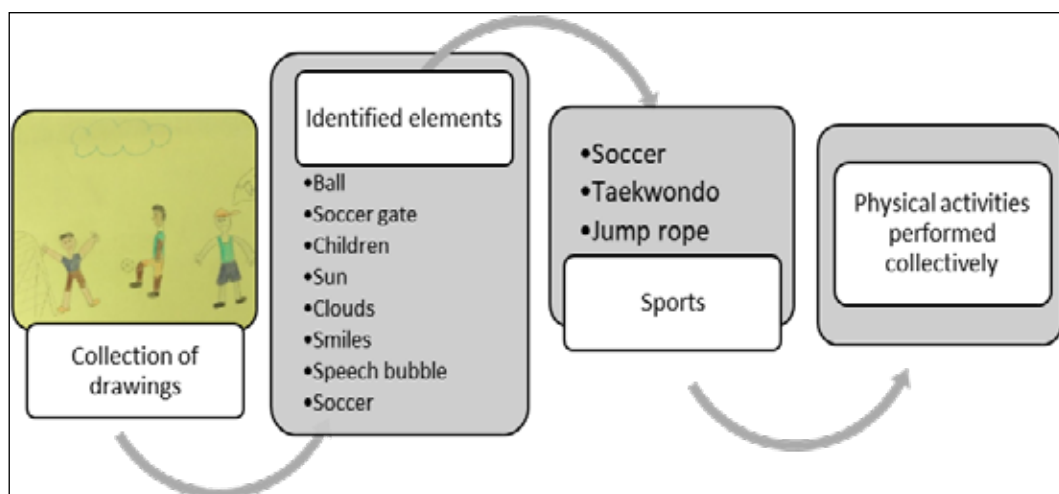 Collection of
drawings
Identified elements
•Ball
•Soccer gate
•Children
•Sun
•Clouds
•Smiles
•Speech bubble
•Soccer
•Soccer
•Taekwondo
•Jump rope
Sports
Physical activities
performed
collectively